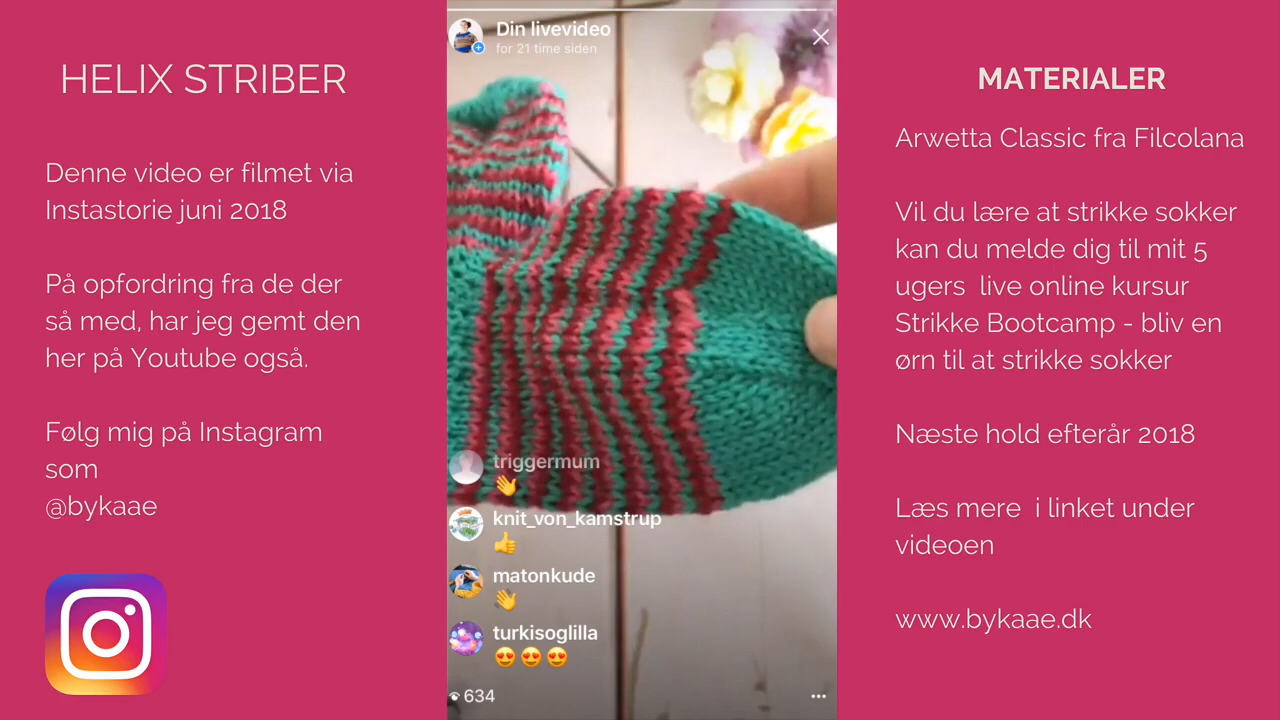 HELIX STRIBER
Denne video er filmet via
Instastorie juni 2018
På opfordring fra de der
så med, har jeg gemt den
her på Youtube også.
Følg mig på Instagram
som
@bykaae
Din livevideo
for 21 time siden
triggermum
👋
knit_von_kamstrup
👍
matonkude
👋
turkisoglilla
😍😍😍
634
MATERIALER
Arwetta Classic fra Filcolana
Vil du lære at strikke sokker
kan du melde dig til mit 5
ugers  live online kursur
Strikke Bootcamp - bliv en
ørn til at strikke sokker
Næste hold efterår 2018
Læs mere  i linket under
videoen
www.bykaae.dk